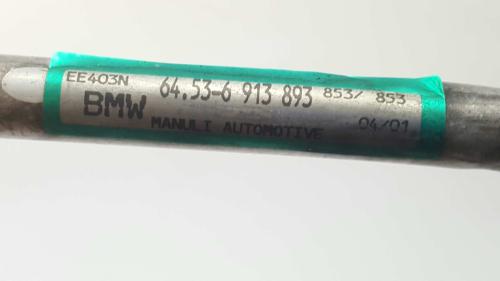 EE403N 64.53-6 913 893 853/ 853
BMW
MANULI AUTOMOTIVE 04/01